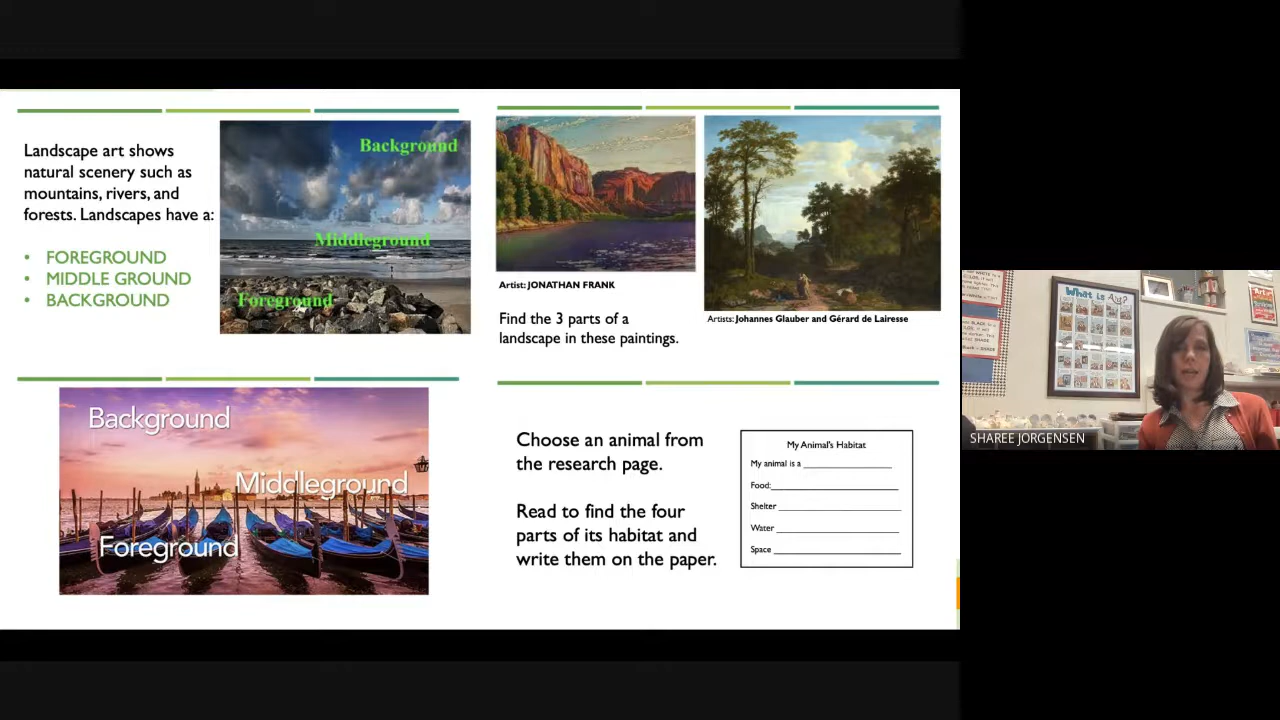 Landscape art shows
natural scenery such as
mountains, rivers, and
forests. Landscapes have a:
• FOREGROUND
• MIDDLE GROUND
• BACKGROUND
Background
Middleground
Foreground
Artist: JONATHAN FRANK
Find the 3 parts of a
landscape in these paintings.
Artists: Johannes Glauber and Gérard de Lairesse
Background
Middleground
Foreground
Choose an animal from
the research page.
Read to find the four
parts of its habitat and
write them on the paper.
My Animal's Habitat
My animal is a
Food:
Shelter
Water
Space
What is Art?
SHAREE JORGENSEN